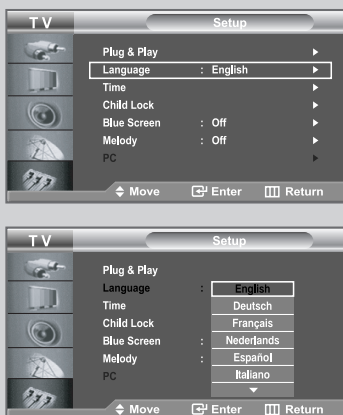 TV Setup
Plug & Play
Language : English
Time
Child Lock
Blue Screen : Off
Melody : Off
PC
Move Enter Return
TV Setup
Plug & Play
Language : English
Time Deutsch
Child Lock Français
Blue Screen : Nederlands
Melody : Español
PC Italiano
Move Enter Return